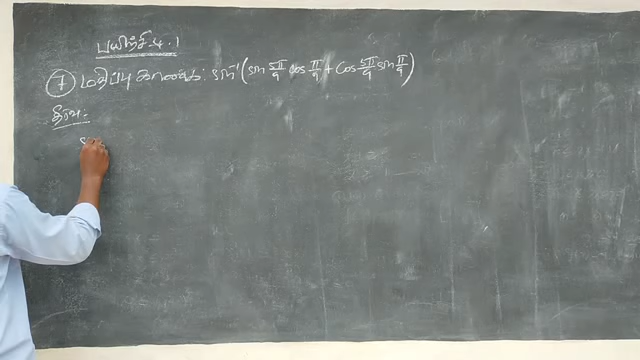 பயிற்சி 4.1
7 மதிப்பு காண்க: sin⁻¹(sin 5π/9 cos π/9 + cos 5π/9 sin π/9)
தீர்வு:
s